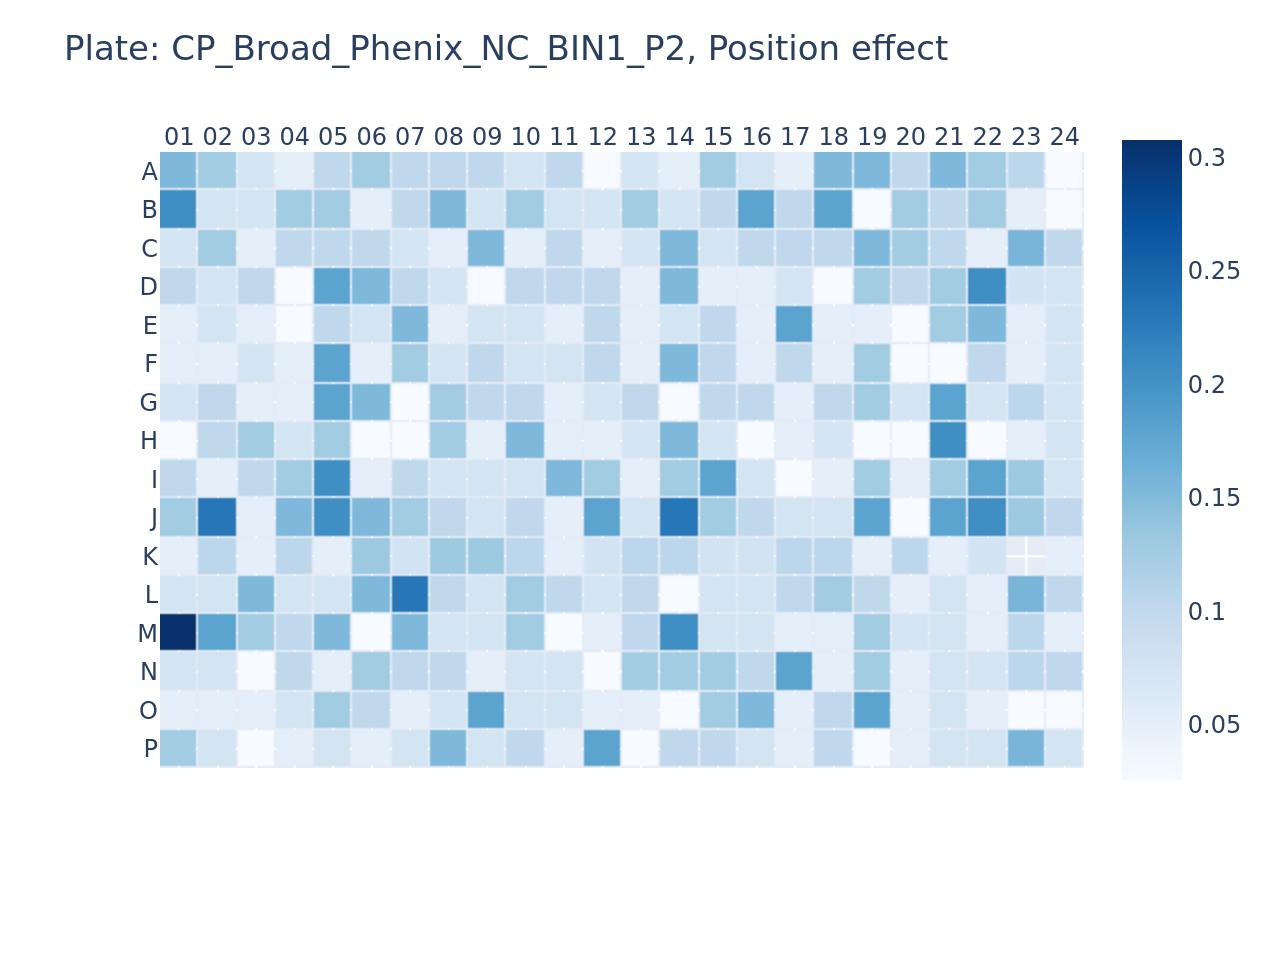 Plate: CP_Broad_Phenix_NC_BIN1_P2, Position effect
01 02 03 04 05 06 07 08 09 10 11 12 13 14 15 16 17 18 19 20 21 22 23 24
A
B
C
D
E
F
G
H
I
J
K
L
M
N
O
P
0.3
0.25
0.2
0.15
0.1
0.05